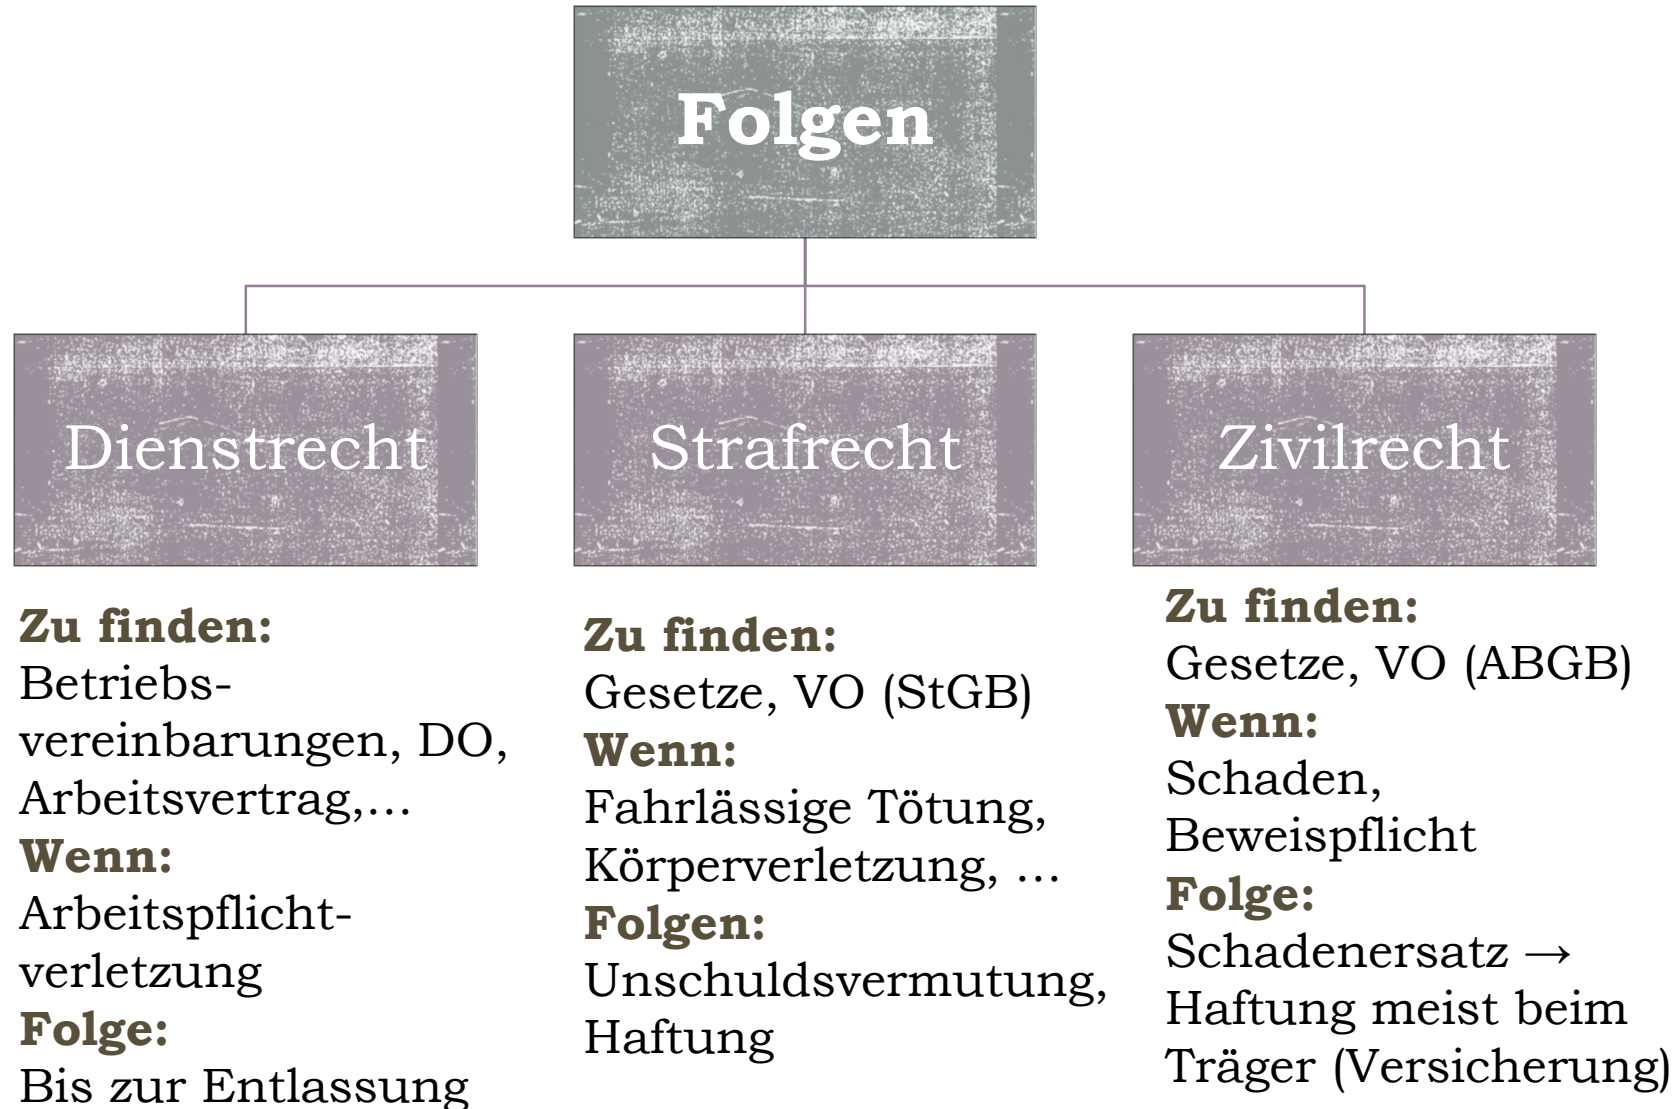 Folgen
Dienstrecht
Zu finden:
Betriebs-
vereinbarungen, DO,
Arbeitsvertrag,...
Wenn:
Arbeitspflicht-
verletzung
Folge:
Bis zur Entlassung
Strafrecht
Zu finden:
Gesetze, VO (StGB)
Wenn:
Fahrlässige Tötung,
Körperverletzung, ...
Folgen:
Unschuldsvermutung,
Haftung
Zivilrecht
Zu finden:
Gesetze, VO (ABGB)
Wenn:
Schaden,
Beweispflicht
Folge:
Schadenersatz →
Haftung meist beim
Träger (Versicherung)